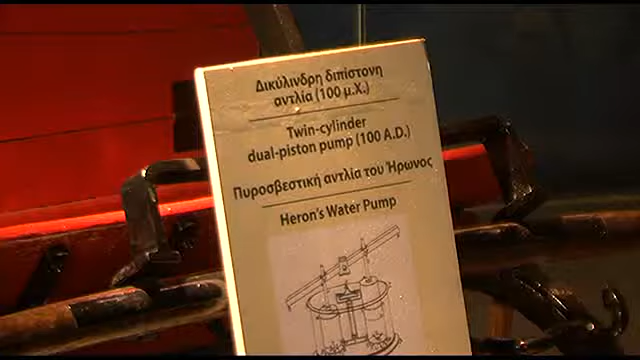 Δικύλινδρη διπίστονη
αντλία (100 μ.Χ.)
Twin-cylinder
dual-piston pump (100 A.D.)
Πυροσβεστική αντλία του Ήρωνος
Heron's Water Pump